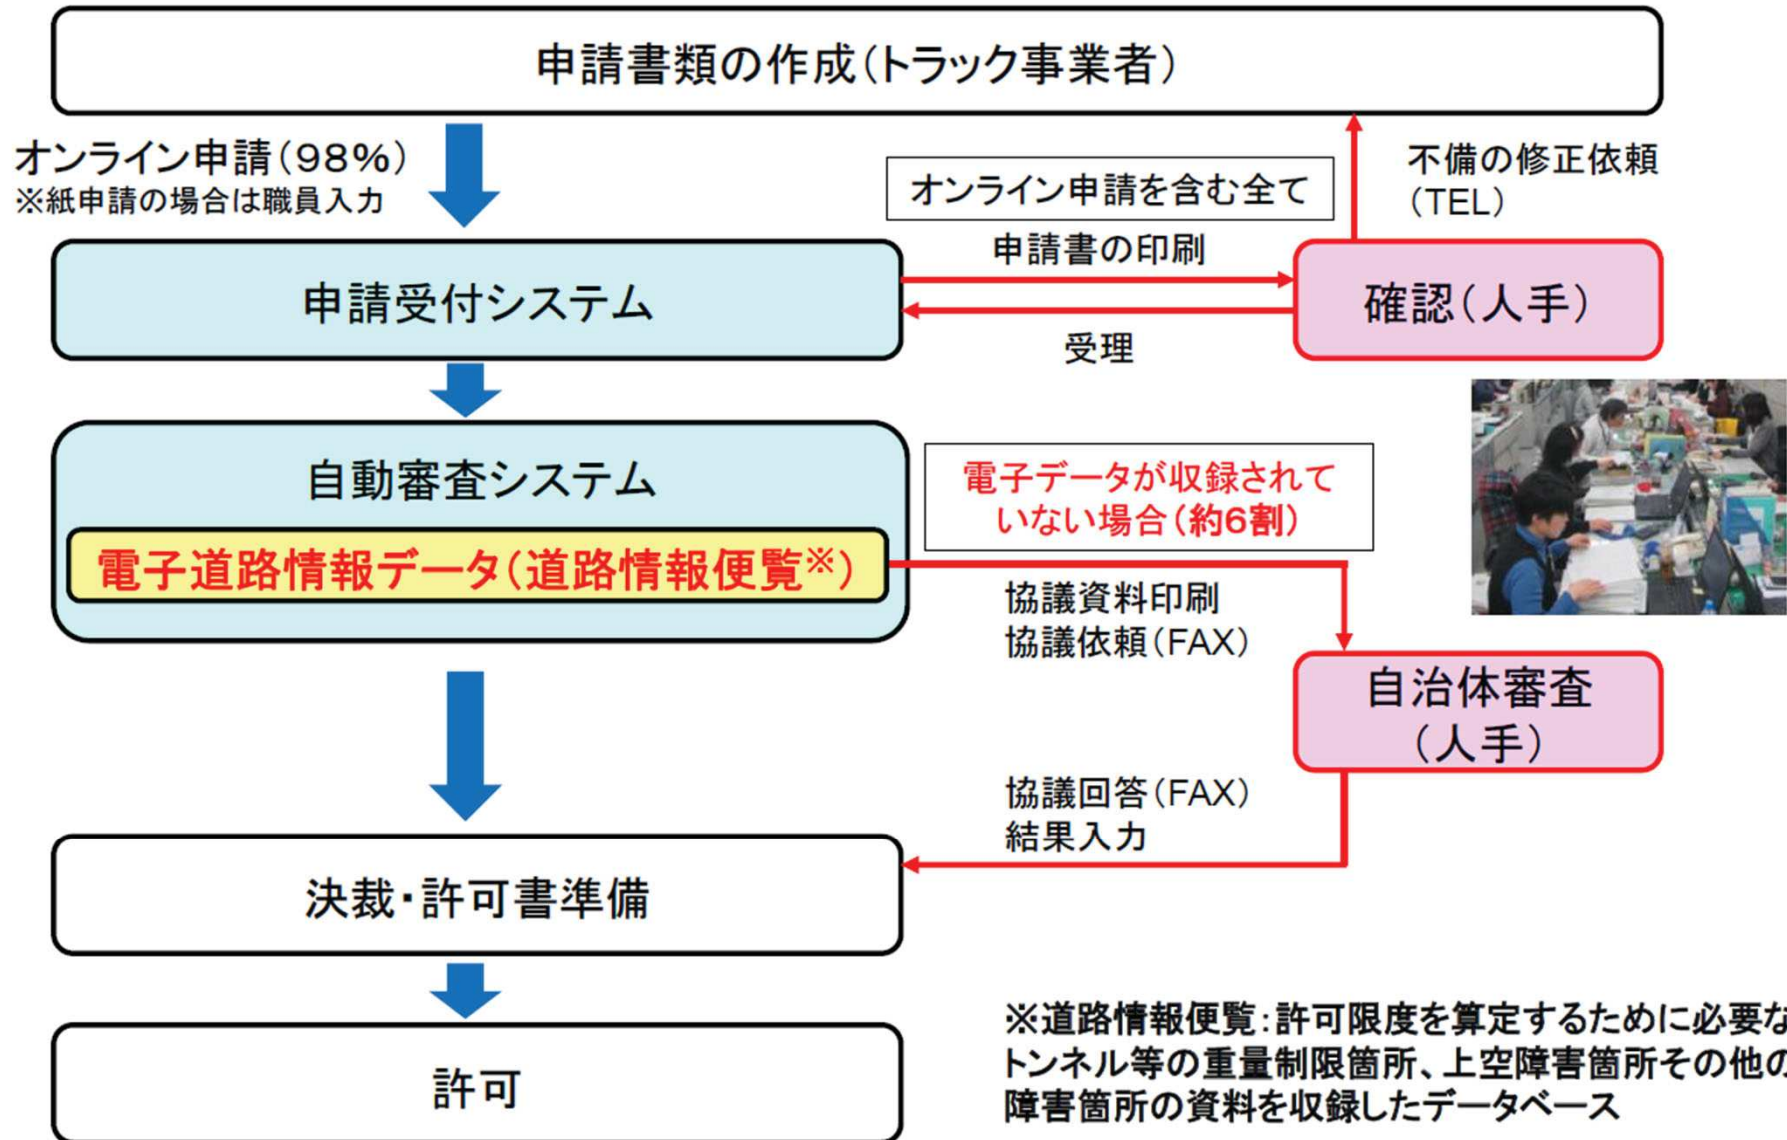 申請書類の作成（トラック事業者）
オンライン申請（98%）
※紙申請の場合は職員入力
オンライン申請を含む全て
不備の修正依頼
（TEL）
申請書の印刷
申請受付システム
確認（人手）
受理
自動審査システム
電子道路情報データ（道路情報便覧※）
電子データが収録されて
いない場合（約6割）
協議資料印刷
協議依頼（FAX）
自治体審査
（人手）
協議回答（FAX）
結果入力
決裁・許可書準備
許可
※道路情報便覧：許可限度を算定するために必要な
トンネル等の重量制限箇所、上空障害箇所その他の
障害箇所の資料を収録したデータベース